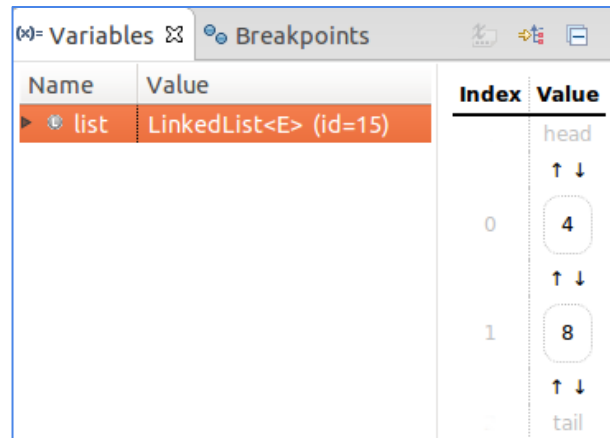 (x)= Variables Breakpoints
Name Value
list LinkedList<E> (id=15)
Index Value
head
↑ ↓
0 4
↑ ↓
1 8
↑ ↓
tail